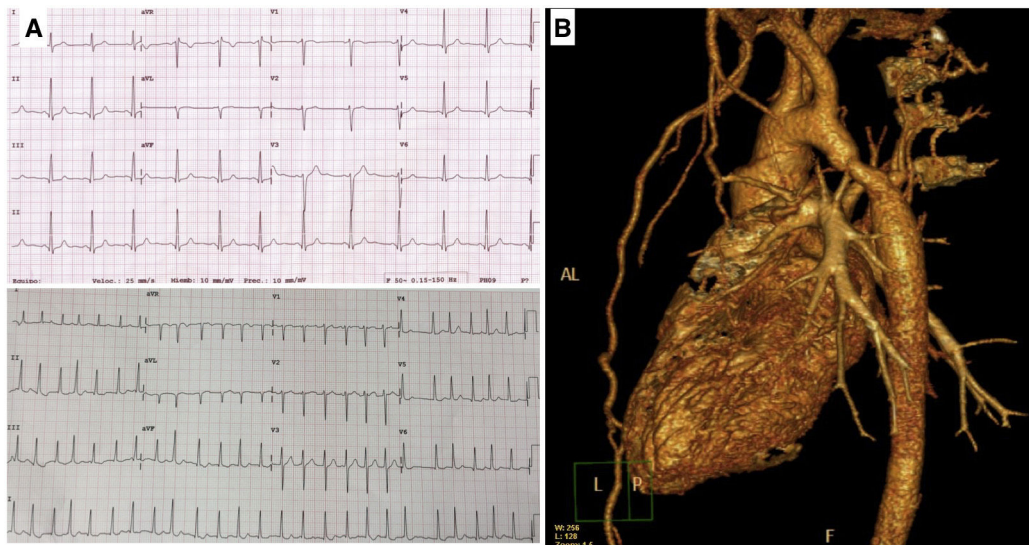 A
I
aVR
V1
V4
II
aVL
V2
V5
III
aVF
V3
V6
II
Equipo:
Veloc.: 25 mm/s
Miemb: 10 mm/mV
Prec.: 10 mm/mV
F 50~ 0.15-150 Hz
PH09
P?
aVR
V1
V4
II
aVL
V2
V5
III
aVF
V3
V6
I
B
AL
L
P
F
W: 256
L: 128